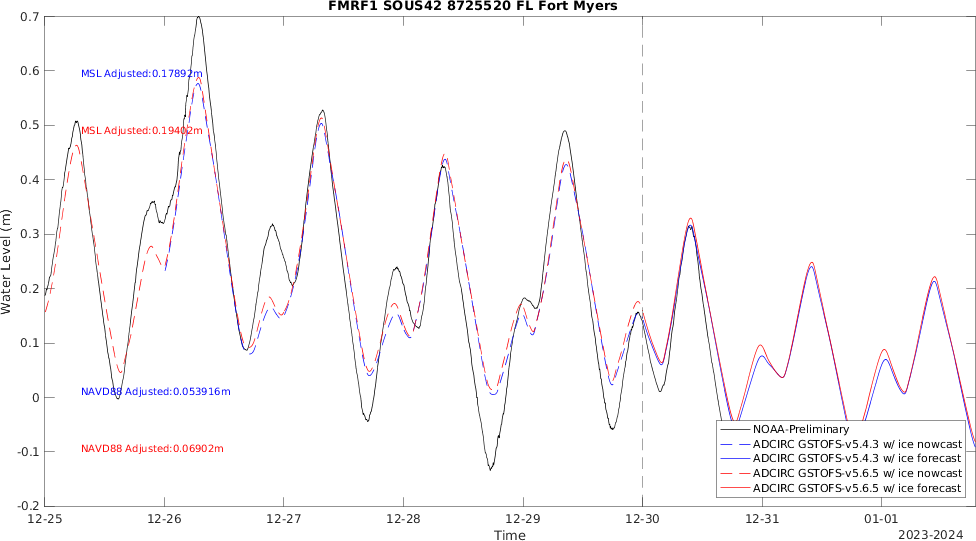 FMRF1 SOUS42 8725520 FL Fort Myers
Water Level (m)
0.7
0.6
0.5
0.4
0.3
0.2
0.1
0
-0.1
-0.2
MSL Adjusted:0.17892m
MSL Adjusted:0.19402m
NAVD88 Adjusted:0.053916m
NAVD88 Adjusted:0.06902m
NOAA-Preliminary
ADCIRC GSTOFS-v5.4.3 w/ ice nowcast
ADCIRC GSTOFS-v5.4.3 w/ ice forecast
ADCIRC GSTOFS-v5.6.5 w/ ice nowcast
ADCIRC GSTOFS-v5.6.5 w/ ice forecast
12-25 12-26 12-27 12-28 12-29 12-30 12-31 01-01
Time
2023-2024